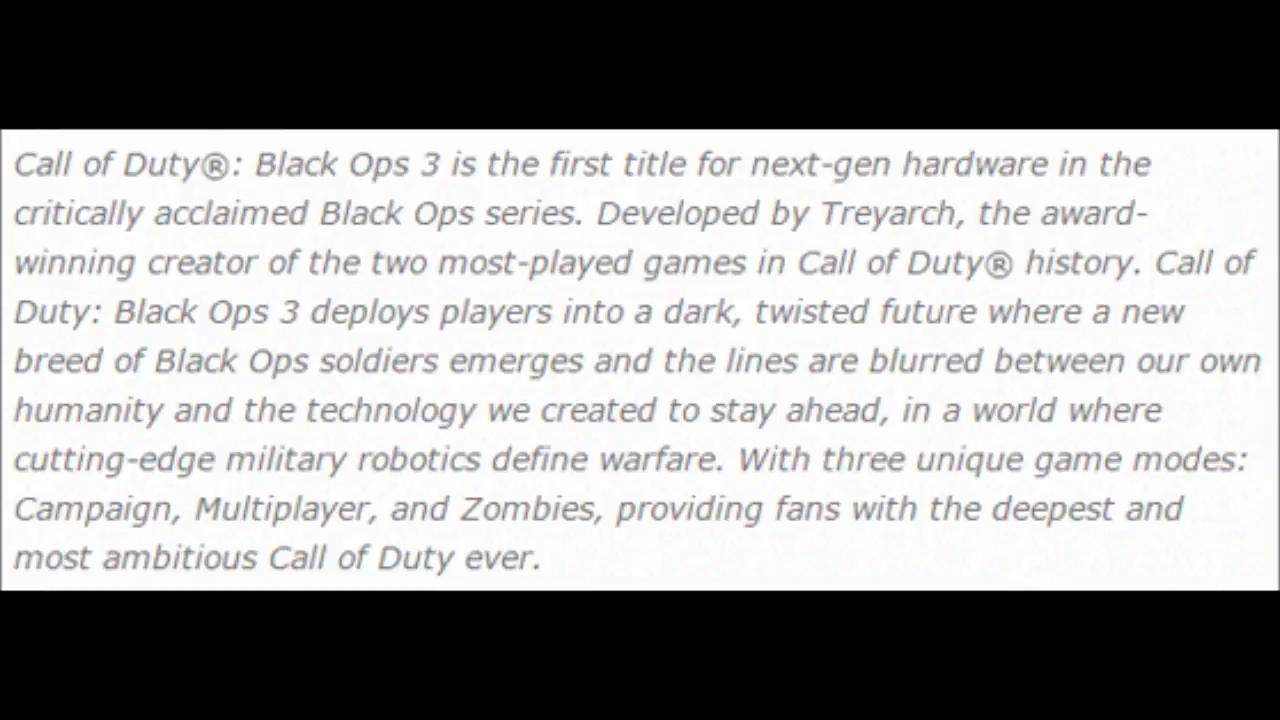 Call of Duty®: Black Ops 3 is the first title for next-gen hardware in the
critically acclaimed Black Ops series. Developed by Treyarch, the award-
winning creator of the two most-played games in Call of Duty® history. Call of
Duty: Black Ops 3 deploys players into a dark, twisted future where a new
breed of Black Ops soldiers emerges and the lines are blurred between our own
humanity and the technology we created to stay ahead, in a world where
cutting-edge military robotics define warfare. With three unique game modes:
Campaign, Multiplayer, and Zombies, providing fans with the deepest and
most ambitious Call of Duty ever.